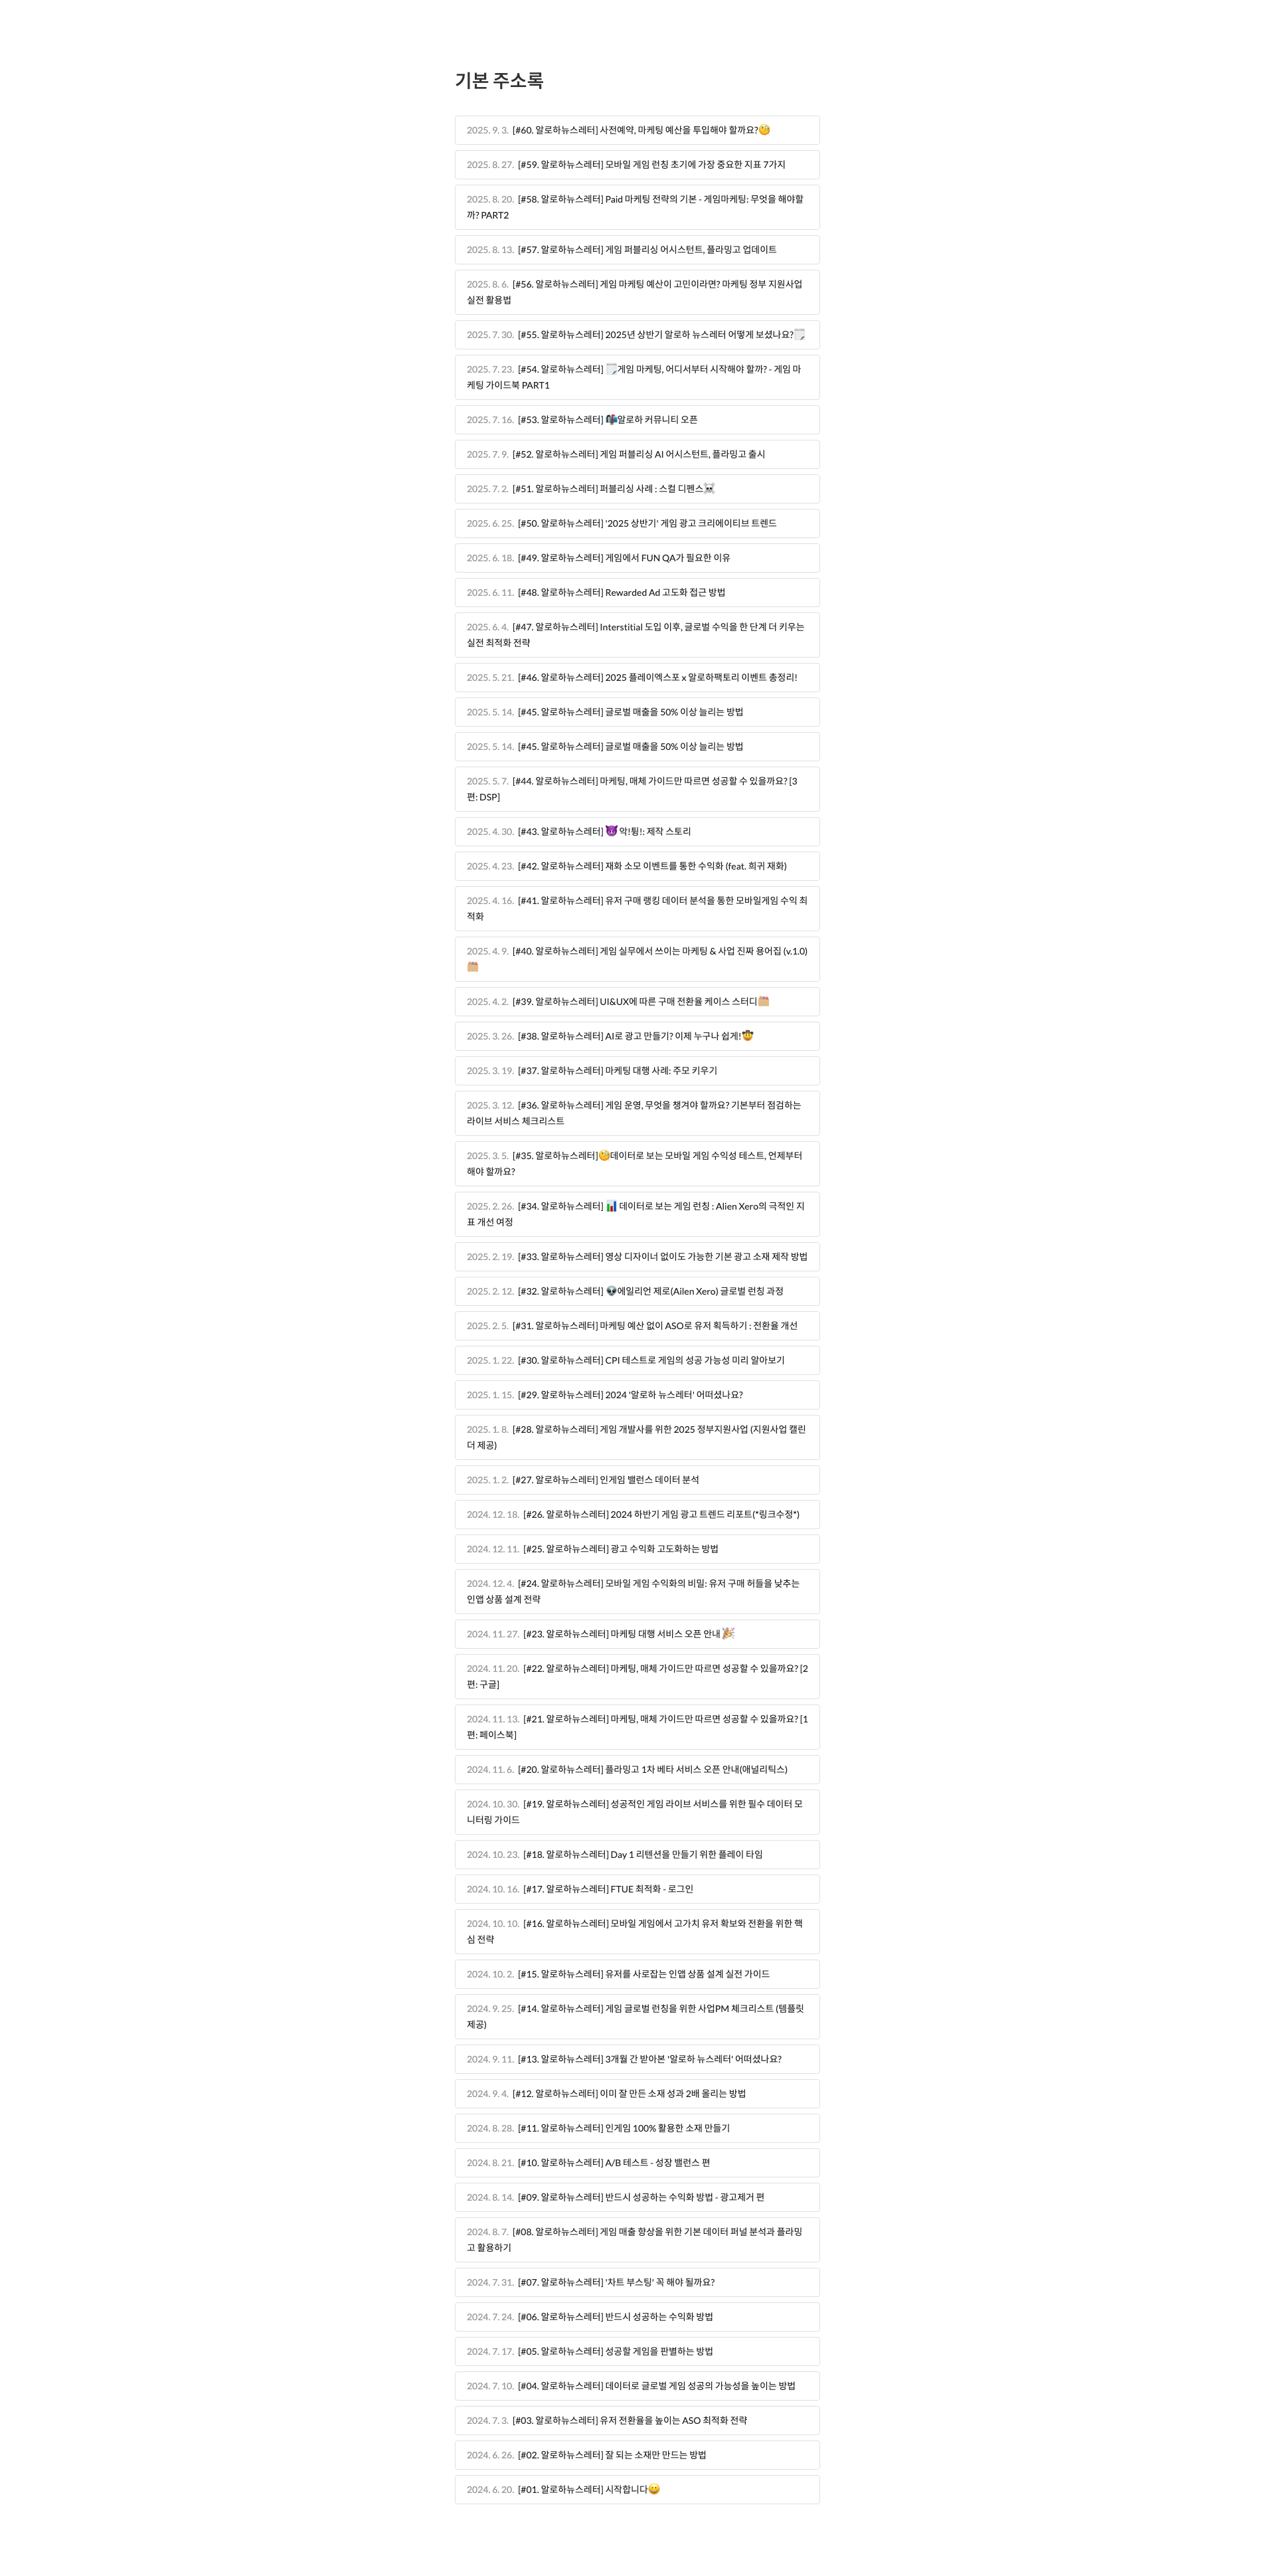 기본 주소록
2025. 9. 3. [#60. 알로하뉴스레터] 사전예약, 마케팅 예산을 투입해야 할까요?🧐
2025. 8. 27. [#59. 알로하뉴스레터] 모바일 게임 런칭 초기에 가장 중요한 지표 7가지
2025. 8. 20. [#58. 알로하뉴스레터] Paid 마케팅 전략의 기본 - 게임마케팅: 무엇을 해야할
까? PART2
2025. 8. 13. [#57. 알로하뉴스레터] 게임 퍼블리싱 어시스턴트, 플라밍고 업데이트
2025. 8. 6. [#56. 알로하뉴스레터] 게임 마케팅 예산이 고민이라면? 마케팅 정부 지원사업
실전 활용법
2025. 7. 30. [#55. 알로하뉴스레터] 2025년 상반기 알로하 뉴스레터 어떻게 보셨나요?🗒️
2025. 7. 23. [#54. 알로하뉴스레터] 🗒️게임 마케팅, 어디서부터 시작해야 할까? - 게임 마
케팅 가이드북 PART1
2025. 7. 16. [#53. 알로하뉴스레터] 📬알로하 커뮤니티 오픈
2025. 7. 9. [#52. 알로하뉴스레터] 게임 퍼블리싱 AI 어시스턴트, 플라밍고 출시
2025. 7. 2. [#51. 알로하뉴스레터] 퍼블리싱 사례 : 스컬 디펜스☠️
2025. 6. 25. [#50. 알로하뉴스레터] '2025 상반기' 게임 광고 크리에이티브 트렌드
2025. 6. 18. [#49. 알로하뉴스레터] 게임에서 FUN QA가 필요한 이유
2025. 6. 11. [#48. 알로하뉴스레터] Rewarded Ad 고도화 접근 방법
2025. 6. 4. [#47. 알로하뉴스레터] Interstitial 도입 이후, 글로벌 수익을 한 단계 더 키우는
실전 최적화 전략
2025. 5. 21. [#46. 알로하뉴스레터] 2025 플레이엑스포 x 알로하팩토리 이벤트 총정리!
2025. 5. 14. [#45. 알로하뉴스레터] 글로벌 매출을 50% 이상 늘리는 방법
2025. 5. 14. [#45. 알로하뉴스레터] 글로벌 매출을 50% 이상 늘리는 방법
2025. 5. 7. [#44. 알로하뉴스레터] 마케팅, 매체 가이드만 따르면 성공할 수 있을까요? [3
편: DSP]
2025. 4. 30. [#43. 알로하뉴스레터] 😈 악!튕!: 제작 스토리
2025. 4. 23. [#42. 알로하뉴스레터] 재화 소모 이벤트를 통한 수익화 (feat. 희귀 재화)
2025. 4. 16. [#41. 알로하뉴스레터] 유저 구매 랭킹 데이터 분석을 통한 모바일게임 수익 최
적화
2025. 4. 9. [#40. 알로하뉴스레터] 게임 실무에서 쓰이는 마케팅 & 사업 진짜 용어집 (v.1.0)
🗂️
2025. 4. 2. [#39. 알로하뉴스레터] UI&UX에 따른 구매 전환율 케이스 스터디🗂️
2025. 3. 26. [#38. 알로하뉴스레터] AI로 광고 만들기? 이제 누구나 쉽게!🤠
2025. 3. 19. [#37. 알로하뉴스레터] 마케팅 대행 사례: 주모 키우기
2025. 3. 12. [#36. 알로하뉴스레터] 게임 운영, 무엇을 챙겨야 할까요? 기본부터 점검하는
라이브 서비스 체크리스트
2025. 3. 5. [#35. 알로하뉴스레터]🧐데이터로 보는 모바일 게임 수익성 테스트, 언제부터
해야 할까요?
2025. 2. 26. [#34. 알로하뉴스레터] 📊 데이터로 보는 게임 런칭 : Alien Xero의 극적인 지
표 개선 여정
2025. 2. 19. [#33. 알로하뉴스레터] 영상 디자이너 없이도 가능한 기본 광고 소재 제작 방법
2025. 2. 12. [#32. 알로하뉴스레터] 👽에일리언 제로(Ailen Xero) 글로벌 런칭 과정
2025. 2. 5. [#31. 알로하뉴스레터] 마케팅 예산 없이 ASO로 유저 획득하기 : 전환율 개선
2025. 1. 22. [#30. 알로하뉴스레터] CPI 테스트로 게임의 성공 가능성 미리 알아보기
2025. 1. 15. [#29. 알로하뉴스레터] 2024 '알로하 뉴스레터' 어떠셨나요?
2025. 1. 8. [#28. 알로하뉴스레터] 게임 개발사를 위한 2025 정부지원사업 (지원사업 캘린
더 제공)
2025. 1. 2. [#27. 알로하뉴스레터] 인게임 밸런스 데이터 분석
2024. 12. 18. [#26. 알로하뉴스레터] 2024 하반기 게임 광고 트렌드 리포트(*링크수정*)
2024. 12. 11. [#25. 알로하뉴스레터] 광고 수익화 고도화하는 방법
2024. 12. 4. [#24. 알로하뉴스레터] 모바일 게임 수익화의 비밀: 유저 구매 허들을 낮추는
인앱 상품 설계 전략
2024. 11. 27. [#23. 알로하뉴스레터] 마케팅 대행 서비스 오픈 안내🎉
2024. 11. 20. [#22. 알로하뉴스레터] 마케팅, 매체 가이드만 따르면 성공할 수 있을까요? [2
편: 구글]
2024. 11. 13. [#21. 알로하뉴스레터] 마케팅, 매체 가이드만 따르면 성공할 수 있을까요? [1
편: 페이스북]
2024. 11. 6. [#20. 알로하뉴스레터] 플라밍고 1차 베타 서비스 오픈 안내(애널리틱스)
2024. 10. 30. [#19. 알로하뉴스레터] 성공적인 게임 라이브 서비스를 위한 필수 데이터 모
니터링 가이드
2024. 10. 23. [#18. 알로하뉴스레터] Day 1 리텐션을 만들기 위한 플레이 타임
2024. 10. 16. [#17. 알로하뉴스레터] FTUE 최적화 - 로그인
2024. 10. 10. [#16. 알로하뉴스레터] 모바일 게임에서 고가치 유저 확보와 전환을 위한 핵
심 전략
2024. 10. 2. [#15. 알로하뉴스레터] 유저를 사로잡는 인앱 상품 설계 실전 가이드
2024. 9. 25. [#14. 알로하뉴스레터] 게임 글로벌 런칭을 위한 사업PM 체크리스트 (템플릿
제공)
2024. 9. 11. [#13. 알로하뉴스레터] 3개월 간 받아본 '알로하 뉴스레터' 어떠셨나요?
2024. 9. 4. [#12. 알로하뉴스레터] 이미 잘 만든 소재 성과 2배 올리는 방법
2024. 8. 28. [#11. 알로하뉴스레터] 인게임 100% 활용한 소재 만들기
2024. 8. 21. [#10. 알로하뉴스레터] A/B 테스트 - 성장 밸런스 편
2024. 8. 14. [#09. 알로하뉴스레터] 반드시 성공하는 수익화 방법 - 광고제거 편
2024. 8. 7. [#08. 알로하뉴스레터] 게임 매출 향상을 위한 기본 데이터 퍼널 분석과 플라밍
고 활용하기
2024. 7. 31. [#07. 알로하뉴스레터] '차트 부스팅' 꼭 해야 될까요?
2024. 7. 24. [#06. 알로하뉴스레터] 반드시 성공하는 수익화 방법
2024. 7. 17. [#05. 알로하뉴스레터] 성공할 게임을 판별하는 방법
2024. 7. 10. [#04. 알로하뉴스레터] 데이터로 글로벌 게임 성공의 가능성을 높이는 방법
2024. 7. 3. [#03. 알로하뉴스레터] 유저 전환율을 높이는 ASO 최적화 전략
2024. 6. 26. [#02. 알로하뉴스레터] 잘 되는 소재만 만드는 방법
2024. 6. 20. [#01. 알로하뉴스레터] 시작합니다😀